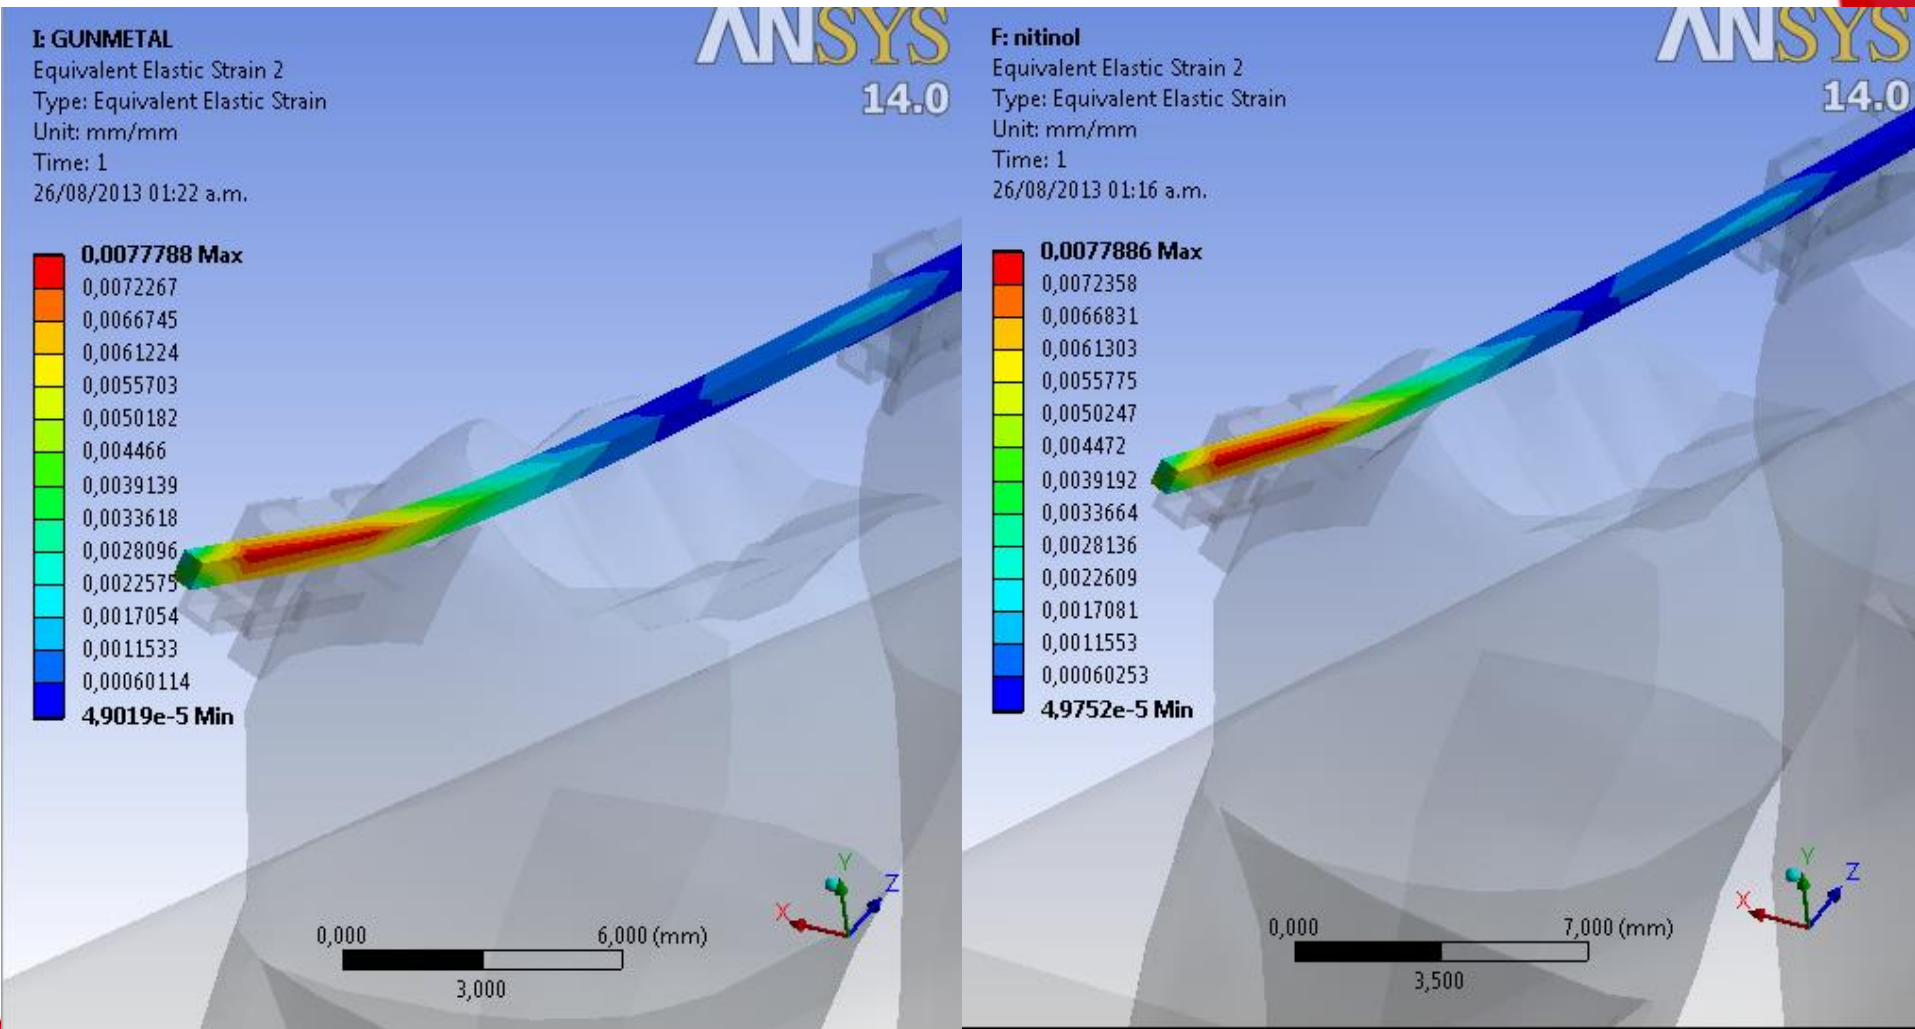 ANSYS
14.0
I: GUNMETAL
Equivalent Elastic Strain 2
Type: Equivalent Elastic Strain
Unit: mm/mm
Time: 1
26/08/2013 01:22 a.m.
0,0077788 Max
0,0072267
0,0066745
0,0061224
0,0055703
0,0050182
0,004466
0,0039139
0,0033618
0,0028096
0,0022575
0,0017054
0,0011533
0,00060114
4,9019e-5 Min
Y
Z
X
0,000
6,000 (mm)
3,000
ANSYS
14.0
F: nitinol
Equivalent Elastic Strain 2
Type: Equivalent Elastic Strain
Unit: mm/mm
Time: 1
26/08/2013 01:16 a.m.
0,0077886 Max
0,0072358
0,0066831
0,0061303
0,0055775
0,0050247
0,004472
0,0039192
0,0033664
0,0028136
0,0022609
0,0017081
0,0011553
0,00060253
4,9752e-5 Min
Y
Z
X
0,000
7,000 (mm)
3,500